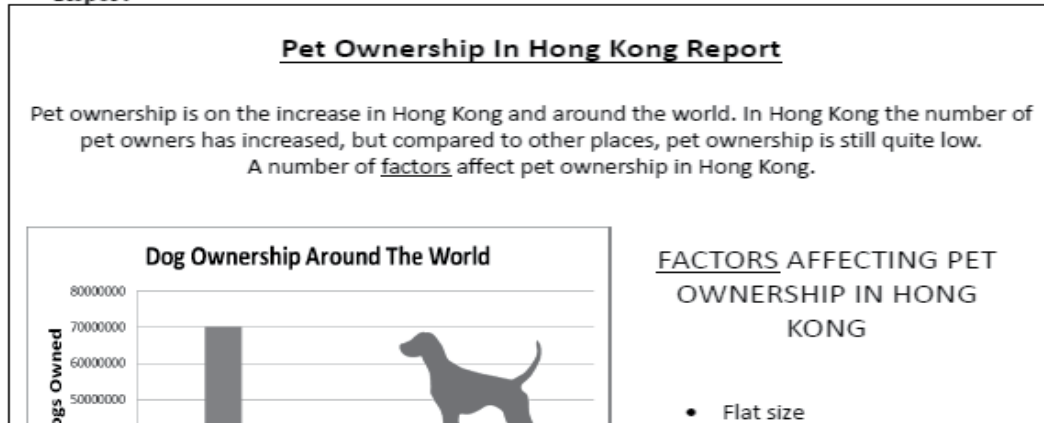 Pet Ownership In Hong Kong Report
Pet ownership is on the increase in Hong Kong and around the world. In Hong Kong the number of
pet owners has increased, but compared to other places, pet ownership is still quite low.
A number of factors affect pet ownership in Hong Kong.
Dog Ownership Around The World
80000000
70000000
60000000
50000000
Owned
FACTORS AFFECTING PET
OWNERSHIP IN HONG
KONG
• Flat size